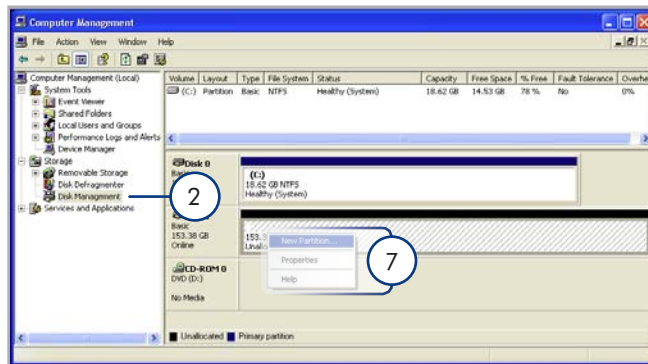 Computer Management
File Action View Window Help
Computer Management (Local)
System Tools
Event Viewer
Shared Folders
Local Users and Groups
Performance Logs and Alerts
Device Manager
Storage
Removable Storage
Disk Defragmenter
Disk Management
Services and Applications
Volume Layout Type File System Status Capacity Free Space % Free Fault Tolerance Overhe
(C:) Partition Basic NTFS Healthy (System) 18.62 GB 14.53 GB 78 % No 0%
Disk 0
(C:)
18.62 GB NTFS
Healthy (System)
2
Basic
153.38 GB
Online
153.
Unallo
New Partition...
Properties
Help
7
CD-ROM 0
DVD (D:)
No Media
Unallocated Primary partition